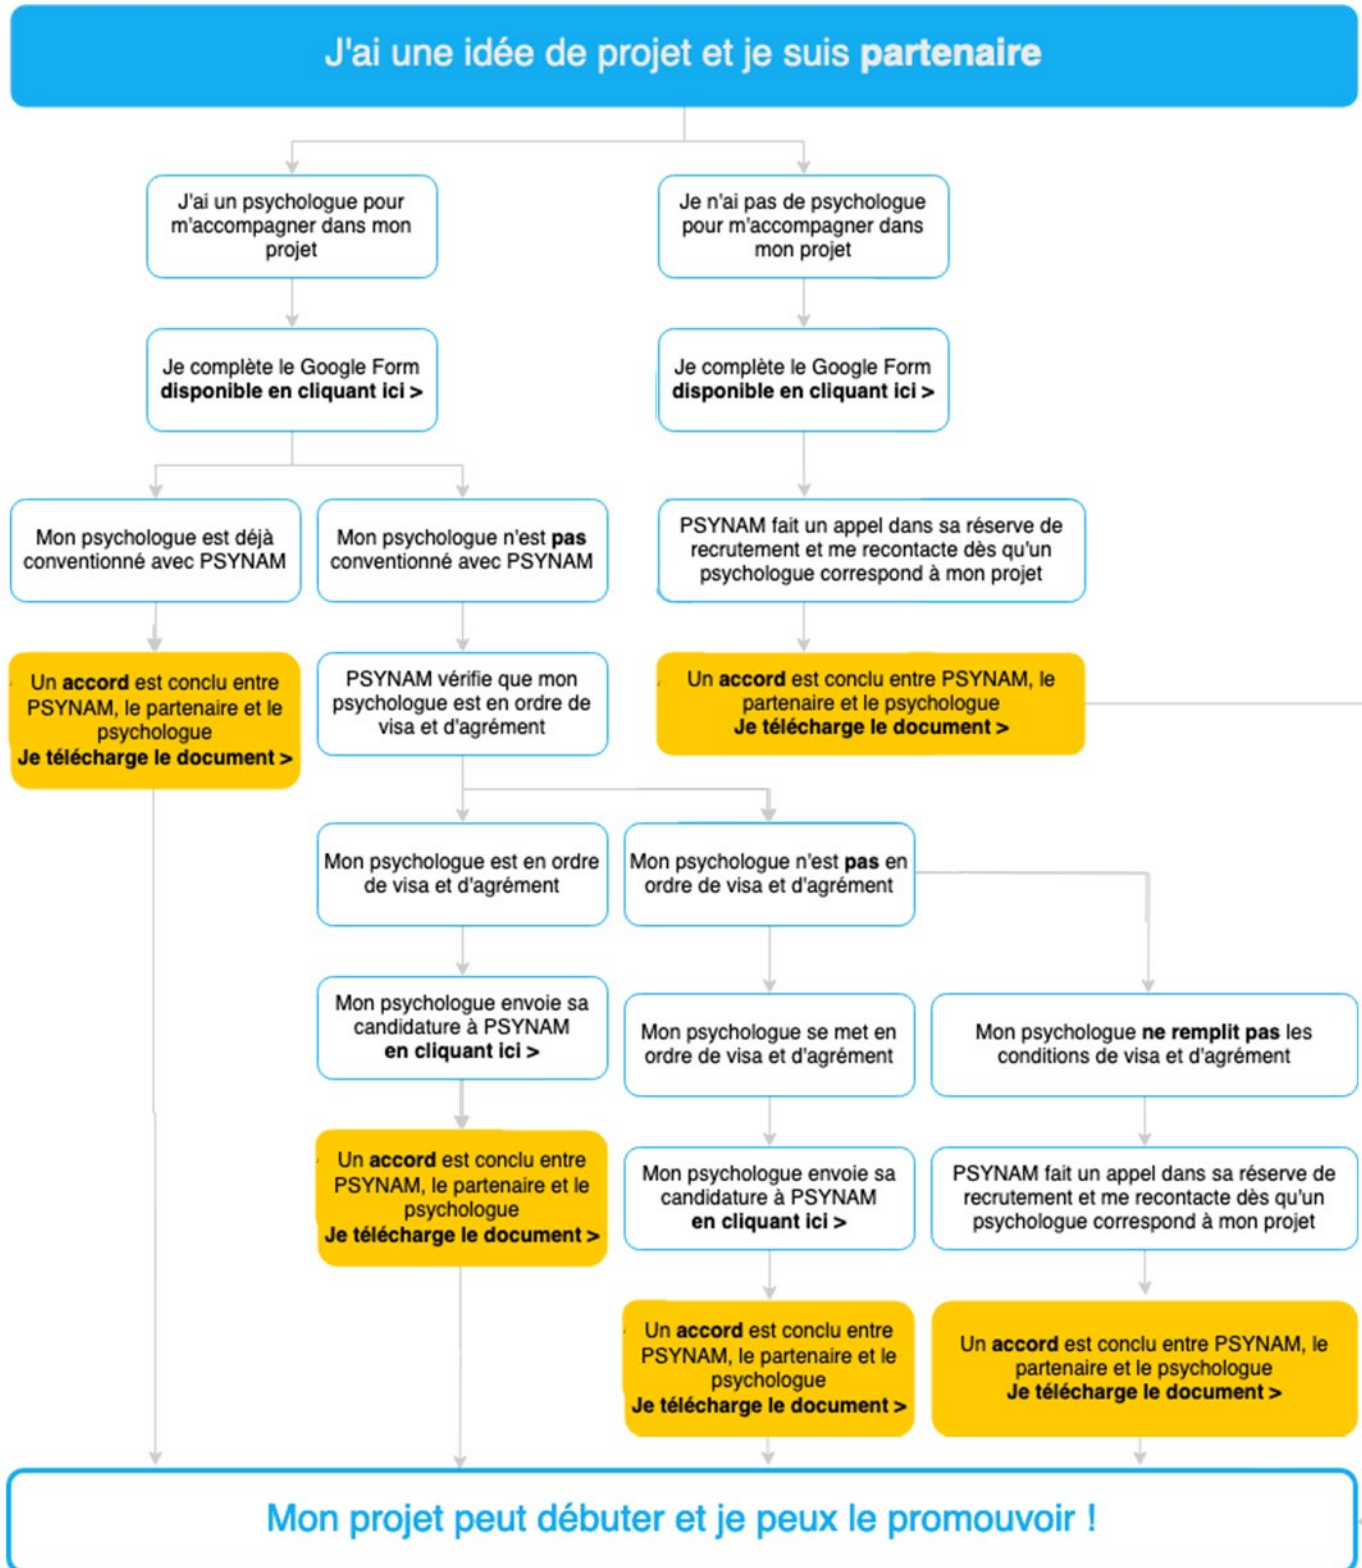 J'ai une idée de projet et je suis partenaire
J'ai un psychologue pour
m'accompagner dans mon
projet
Je n'ai pas de psychologue
pour m'accompagner dans
mon projet
Je complète le Google Form
disponible en cliquant ici >
Je complète le Google Form
disponible en cliquant ici >
Mon psychologue est déjà
conventionné avec PSYNAM
Mon psychologue n'est pas
conventionné avec PSYNAM
PSYNAM fait un appel dans sa réserve de
recrutement et me recontacte dès qu'un
psychologue correspond à mon projet
Un accord est conclu entre
PSYNAM, le partenaire et le
psychologue
Je télécharge le document >
PSYNAM vérifie que mon
psychologue est en ordre de
visa et d'agrément
Un accord est conclu entre PSYNAM, le
partenaire et le psychologue
Je télécharge le document >
Mon psychologue est en ordre
de visa et d'agrément
Mon psychologue n'est pas en
ordre de visa et d'agrément
Mon psychologue envoie sa
candidature à PSYNAM
en cliquant ici >
Mon psychologue se met en
ordre de visa et d'agrément
Mon psychologue ne remplit pas les
conditions de visa et d'agrément
Un accord est conclu entre
PSYNAM, le partenaire et le
psychologue
Je télécharge le document >
Mon psychologue envoie sa
candidature à PSYNAM
en cliquant ici >
PSYNAM fait un appel dans sa réserve de
recrutement et me recontacte dès qu'un
psychologue correspond à mon projet
Un accord est conclu entre
PSYNAM, le partenaire et le
psychologue
Je télécharge le document >
Un accord est conclu entre PSYNAM, le
partenaire et le psychologue
Je télécharge le document >
Mon projet peut débuter et je peux le promouvoir !